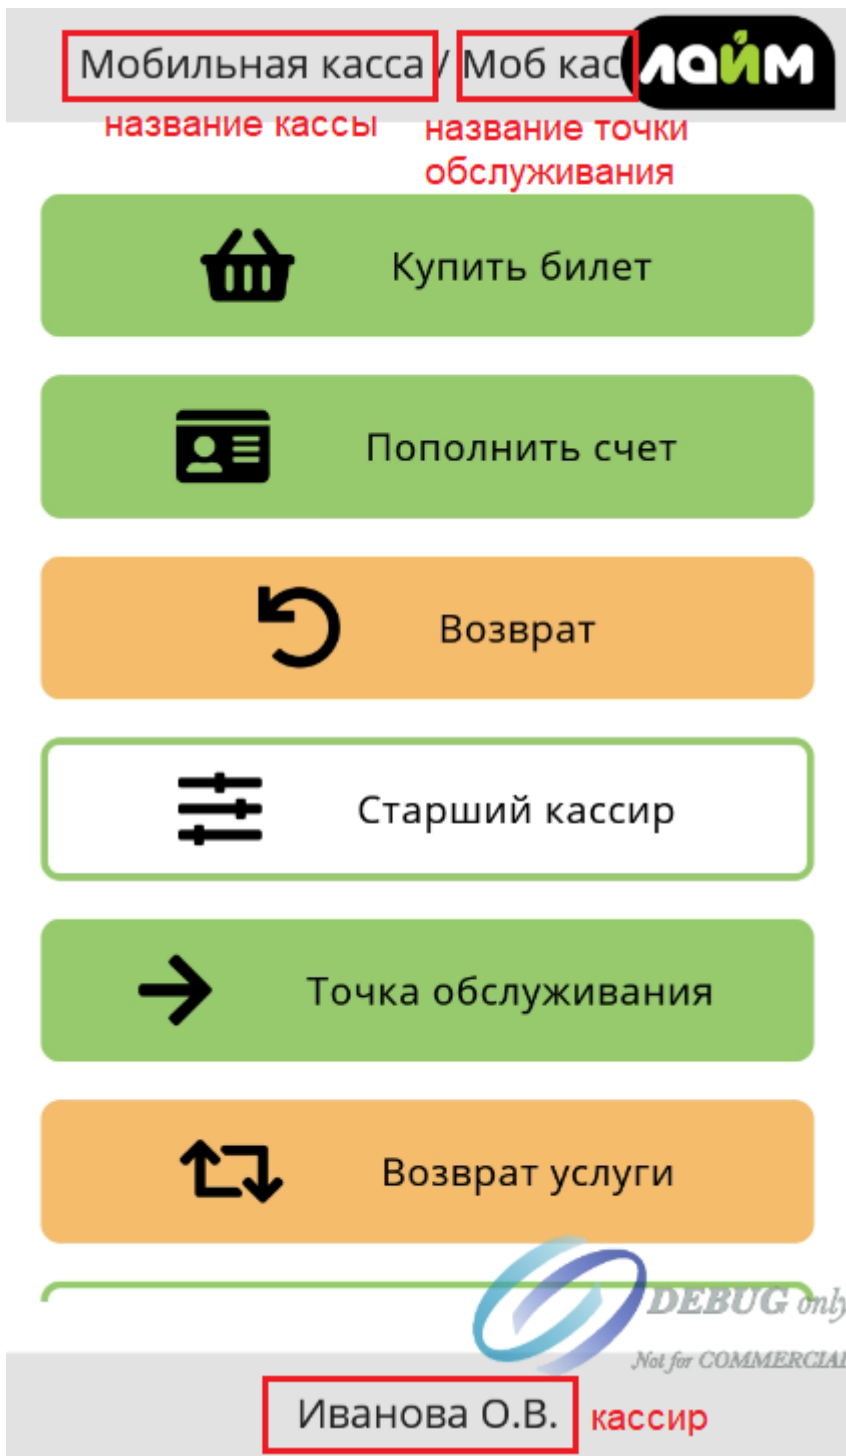 Мобильная касса / Моб кас
лайм
название кассы
название точки
обслуживания
Купить билет
Пополнить счет
Возврат
Старший кассир
Точка обслуживания
Возврат услуги
DEBUG only
Not for COMMERCIAL
Иванова О.В.
кассир